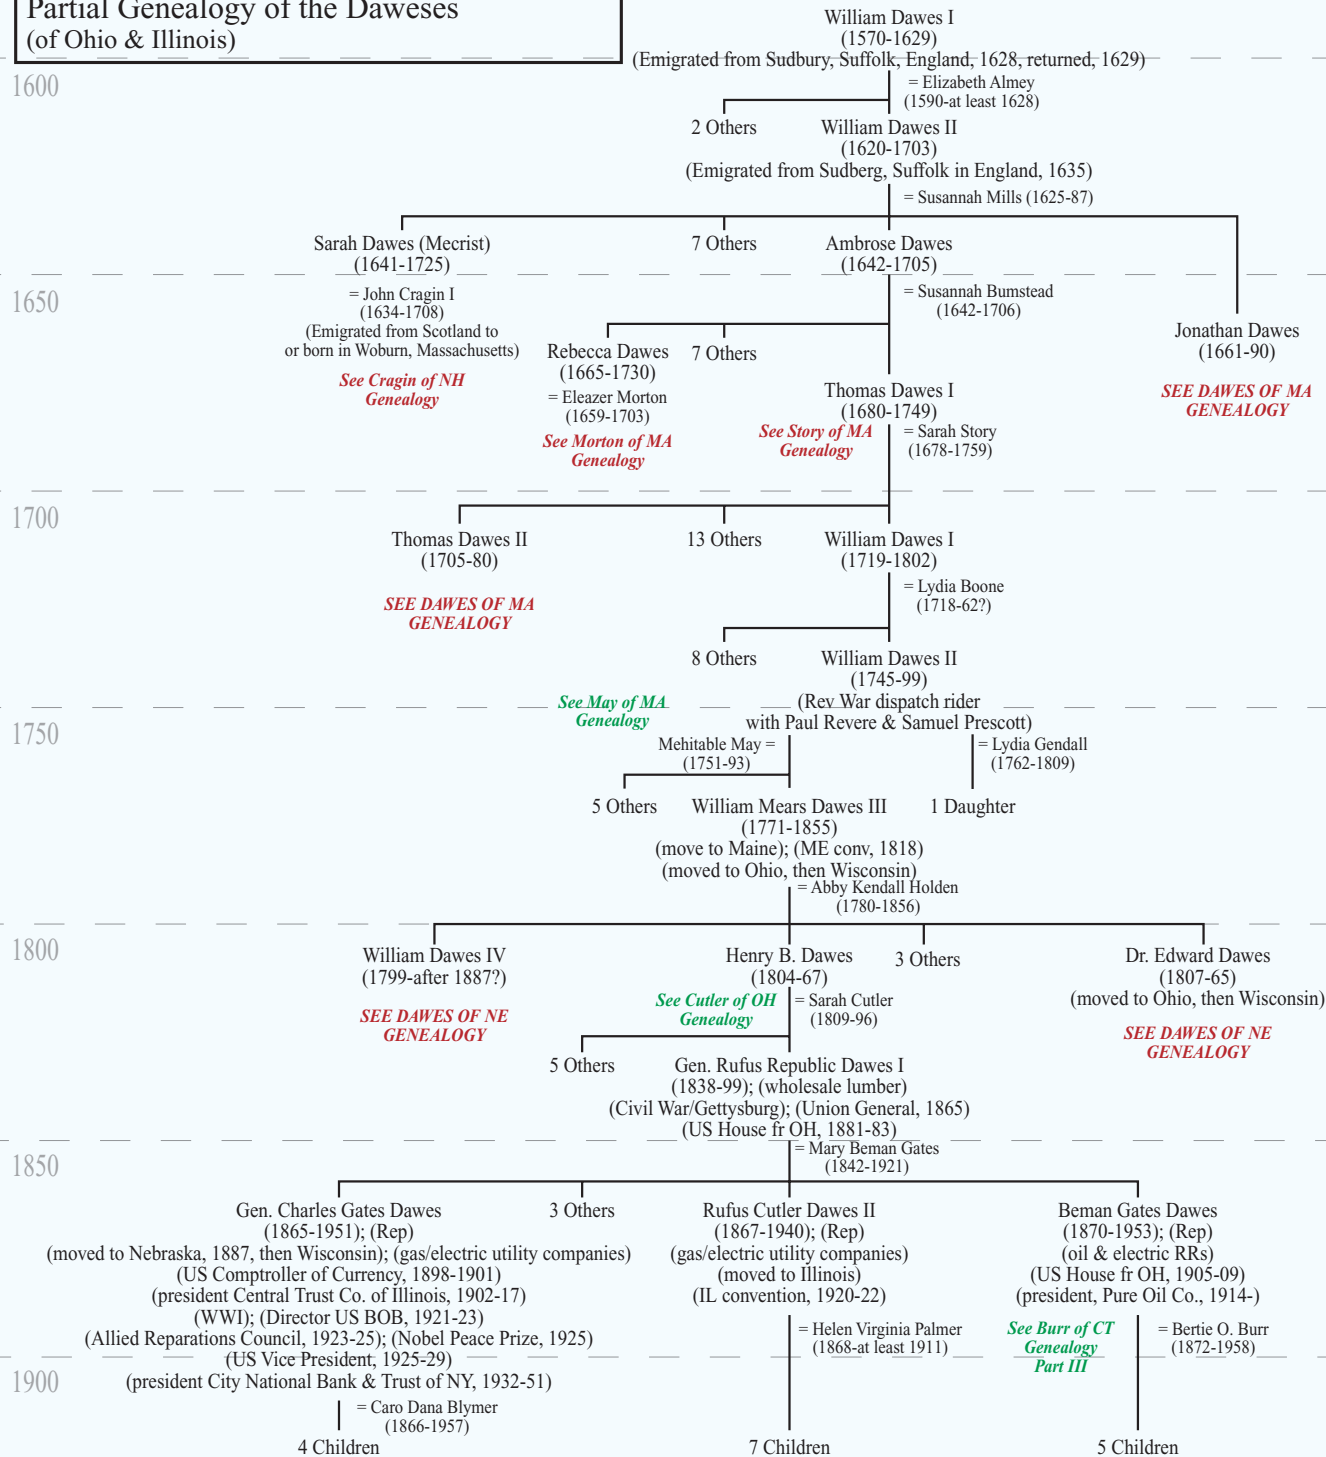 Partial Genealogy of the Daweses
(of Ohio & Illinois)
William Dawes I
(1570-1629)
(Emigrated from Sudbury, Suffolk, England, 1628, returned, 1629)
1600
= Elizabeth Almey
(1590-at least 1628)
2 Others
William Dawes II
(1620-1703)
(Emigrated from Sudberg, Suffolk in England, 1635)
= Susannah Mills (1625-87)
Sarah Dawes (Mecrist)
(1641-1725)
= John Cragin I
(1634-1708)
(Emigrated from Scotland to
or born in Woburn, Massachusetts)
See Cragin of NH
Genealogy
7 Others
Ambrose Dawes
(1642-1705)
= Susannah Bumstead
(1642-1706)
Jonathan Dawes
(1661-90)
SEE DAWES OF MA
GENEALOGY
1650
Rebecca Dawes
(1665-1730)
= Eleazer Morton
(1659-1703)
See Morton of MA
Genealogy
7 Others
Thomas Dawes I
(1680-1749)
See Story of MA
Genealogy
= Sarah Story
(1678-1759)
1700
Thomas Dawes II
(1705-80)
SEE DAWES OF MA
GENEALOGY
13 Others
William Dawes I
(1719-1802)
= Lydia Boone
(1718-62?)
8 Others
William Dawes II
(1745-99)
(Rev War dispatch rider
with Paul Revere & Samuel Prescott)
See May of MA
Genealogy
1750
Mehitable May =
(1751-93)
= Lydia Gendall
(1762-1809)
5 Others
William Mears Dawes III
(1771-1855)
(move to Maine); (ME conv, 1818)
(moved to Ohio, then Wisconsin)
1 Daughter
= Abby Kendall Holden
(1780-1856)
1800
William Dawes IV
(1799-after 1887?)
SEE DAWES OF NE
GENEALOGY
Henry B. Dawes
(1804-67)
See Cutler of OH
Genealogy
= Sarah Cutler
(1809-96)
3 Others
Dr. Edward Dawes
(1807-65)
(moved to Ohio, then Wisconsin)
SEE DAWES OF NE
GENEALOGY
5 Others
Gen. Rufus Republic Dawes I
(1838-99); (wholesale lumber)
(Civil War/Gettysburg); (Union General, 1865)
(US House fr OH, 1881-83)
1850
= Mary Beman Gates
(1842-1921)
Gen. Charles Gates Dawes
(1865-1951); (Rep)
(moved to Nebraska, 1887, then Wisconsin); (gas/electric utility companies)
(US Comptroller of Currency, 1898-1901)
(president Central Trust Co. of Illinois, 1902-17)
(WWI); (Director US BOB, 1921-23)
(Allied Reparations Council, 1923-25); (Nobel Peace Prize, 1925)
(US Vice President, 1925-29)
(president City National Bank & Trust of NY, 1932-51)
= Caro Dana Blymer
(1866-1957)
4 Children
3 Others
Rufus Cutler Dawes II
(1867-1940); (Rep)
(gas/electric utility companies)
(moved to Illinois)
(IL convention, 1920-22)
= Helen Virginia Palmer
(1868-at least 1911)
7 Children
Beman Gates Dawes
(1870-1953); (Rep)
(oil & electric RRs)
(US House fr OH, 1905-09)
(president, Pure Oil Co., 1914-)
See Burr of CT
Genealogy
Part III
= Bertie O. Burr
(1872-1958)
5 Children
1900